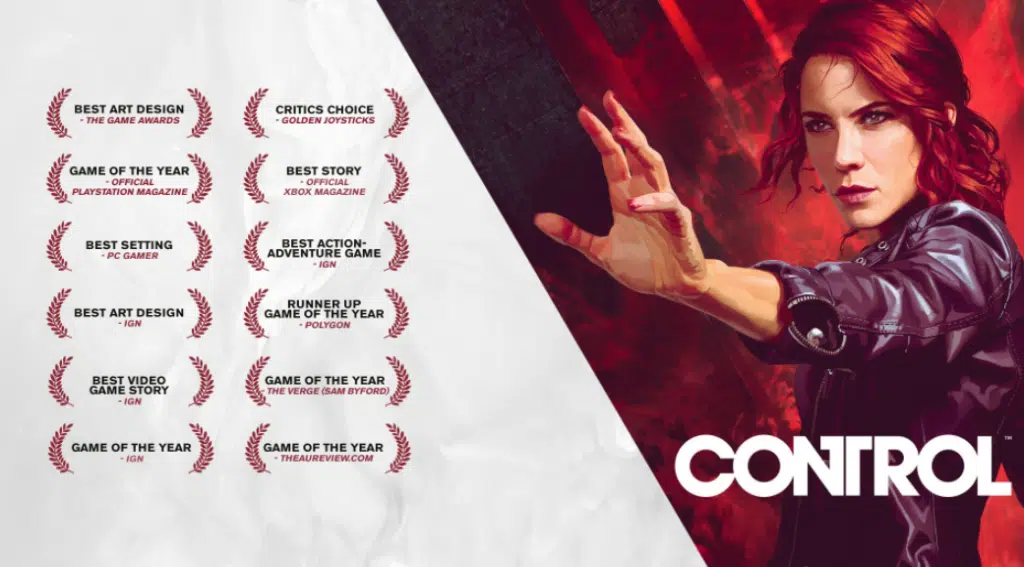 BEST ART DESIGN
- THE GAME AWARDS
CRITICS CHOICE
- GOLDEN JOYSTICKS
GAME OF THE YEAR
- OFFICIAL
PLAYSTATION MAGAZINE
BEST STORY
- OFFICIAL
XBOX MAGAZINE
BEST SETTING
- PC GAMER
BEST ACTION-
ADVENTURE GAME
- IGN
BEST ART DESIGN
- IGN
RUNNER UP
GAME OF THE YEAR
- POLYGON
BEST VIDEO
GAME STORY
- IGN
GAME OF THE YEAR
THE VERGE (SAM BYFORD)
GAME OF THE YEAR
- IGN
GAME OF THE YEAR
- THEAUREVIEW.COM
CONTROL™